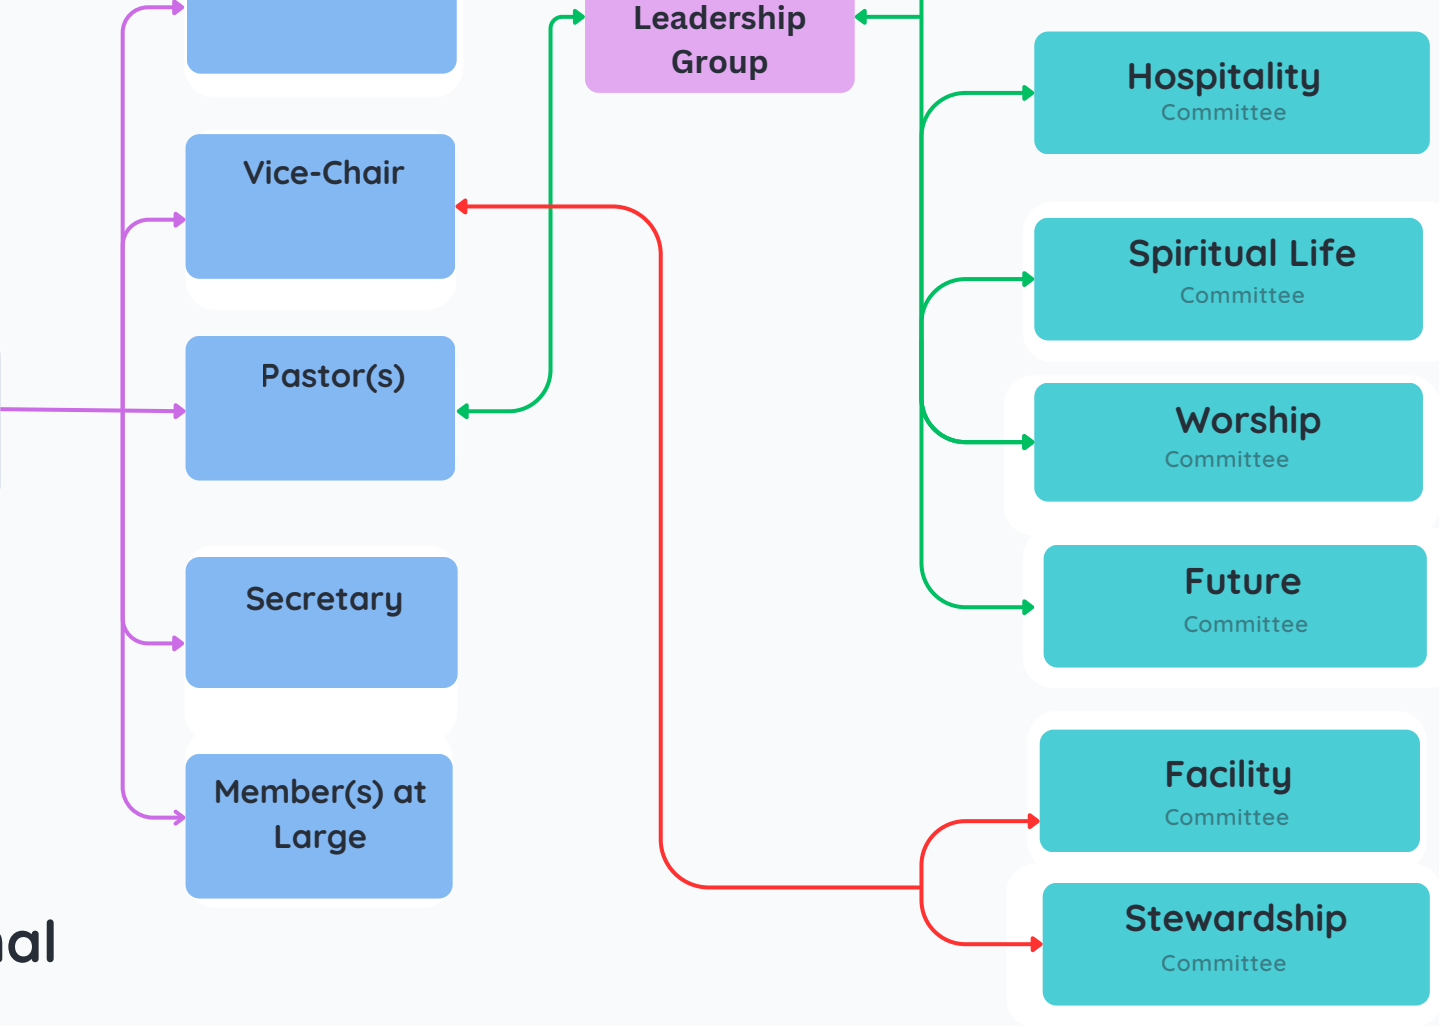 Leadership
Group
Hospitality
Committee
Vice-Chair
Spiritual Life
Committee
Pastor(s)
Worship
Committee
Secretary
Future
Committee
Member(s) at
Large
Facility
Committee
Stewardship
Committee